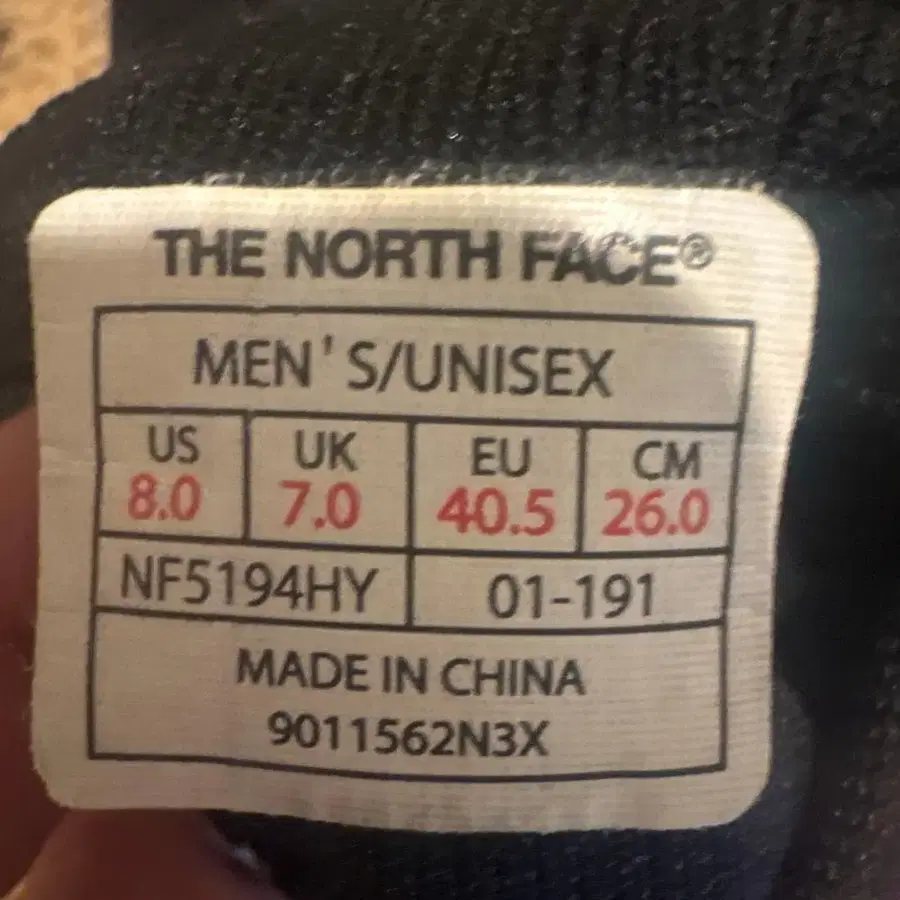 THE NORTH FACE®
MEN'S/UNISEX
US UK EU CM
8.0 7.0 40.5 26.0
NF5194HY 01-191
MADE IN CHINA
9011562N3X